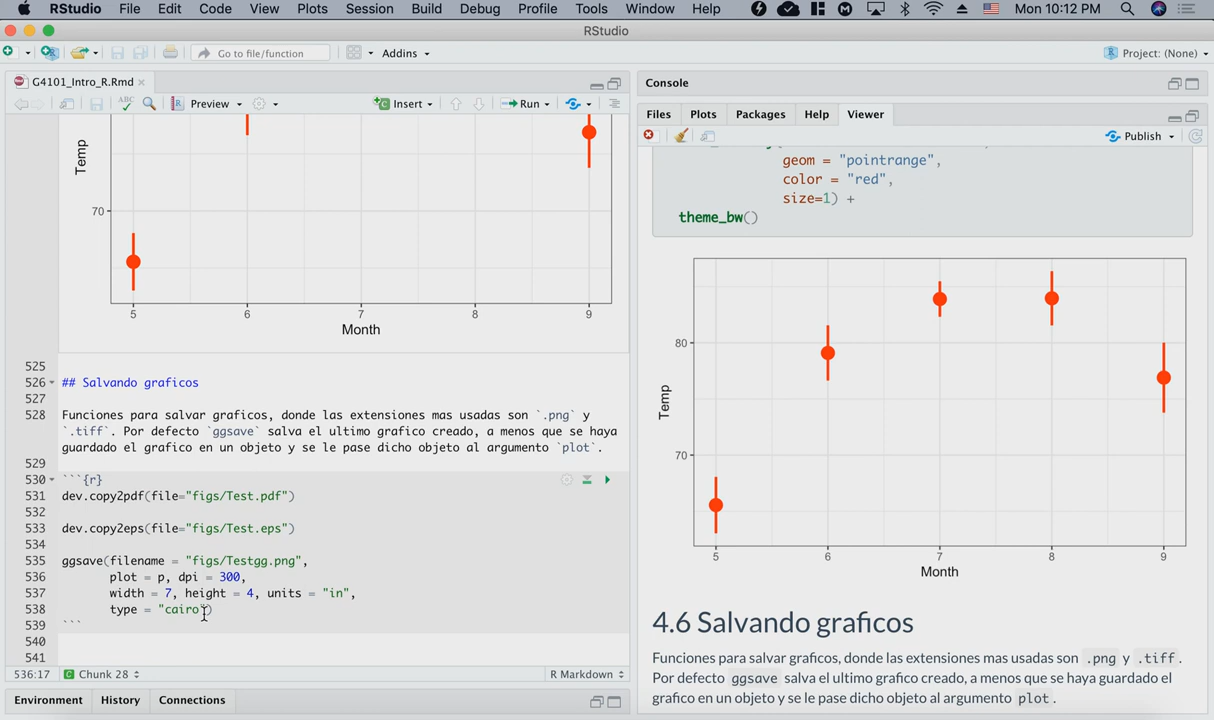 RStudio File Edit Code View Plots Session Build Debug Profile Tools Window Help Mon 10:12 PM
RStudio
Go to file/function Addins Project: (None)
G4101_Intro_R.Rmd
ABC Preview Insert Run
Temp
70
5 6 7 8 9
Month
525
526 ## Salvando graficos
527
528 Funciones para salvar graficos, donde las extensiones mas usadas son `.png` y
`.tiff`. Por defecto `ggsave` salva el ultimo grafico creado, a menos que se haya
guardado el grafico en un objeto y se le pase dicho objeto al argumento `plot`.
529
530 ```{r}
531 dev.copy2pdf(file="figs/Test.pdf")
532
533 dev.copy2eps(file="figs/Test.eps")
534
535 ggsave(filename = "figs/Testgg.png",
536 plot = p, dpi = 300,
537 width = 7, height = 4, units = "in",
538 type = "cairo")
539 ```
540
541
536:17 Chunk 28 R Markdown
Environment History Connections
Console
Files Plots Packages Help Viewer
Publish
geom = "pointrange",
color = "red",
size=1) +
theme_bw()
80
Temp
70
5 6 7 8 9
Month
4.6 Salvando graficos
Funciones para salvar graficos, donde las extensiones mas usadas son .png y .tiff .
Por defecto ggsave salva el ultimo grafico creado, a menos que se haya guardado el
grafico en un objeto y se le pase dicho objeto al argumento plot .